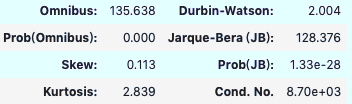 Omnibus: 135.638 Durbin-Watson: 2.004
Prob(Omnibus): 0.000 Jarque-Bera (JB): 128.376
Skew: 0.113 Prob(JB): 1.33e-28
Kurtosis: 2.839 Cond. No. 8.70e+03